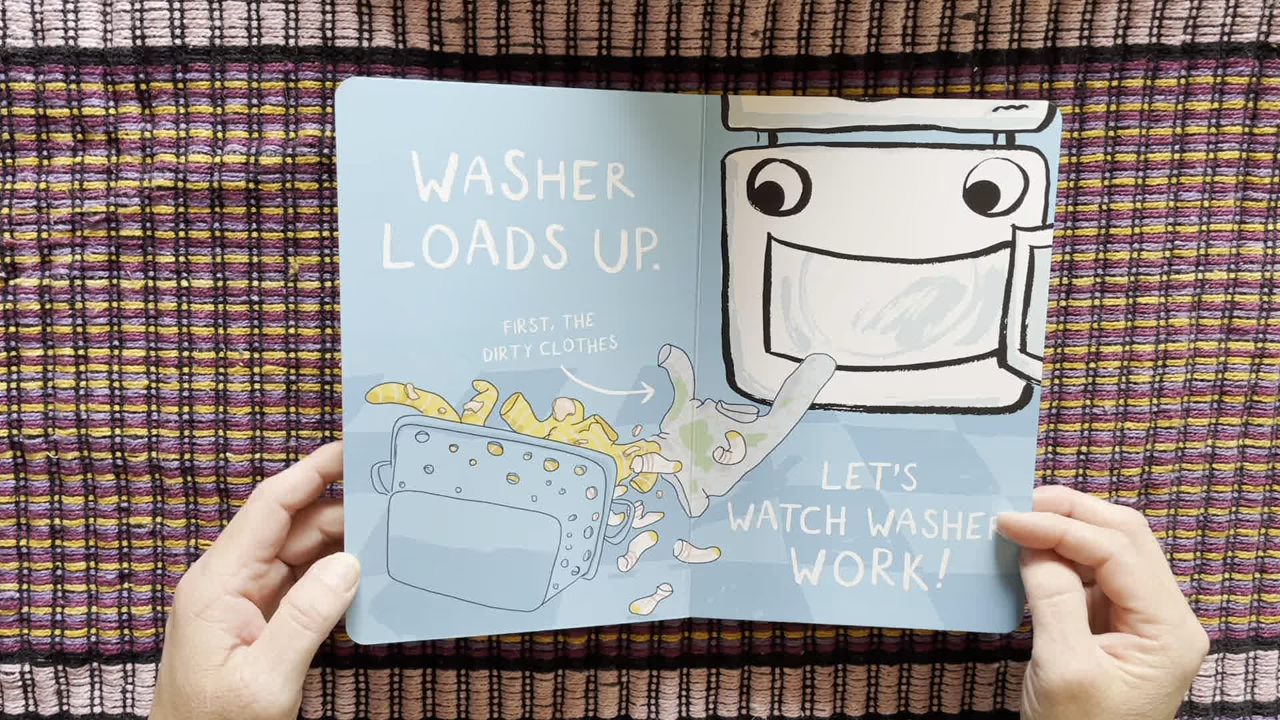 WASHER
LOADS UP.
FIRST, THE
DIRTY CLOTHES
LET'S
WATCH WASHER
WORK!